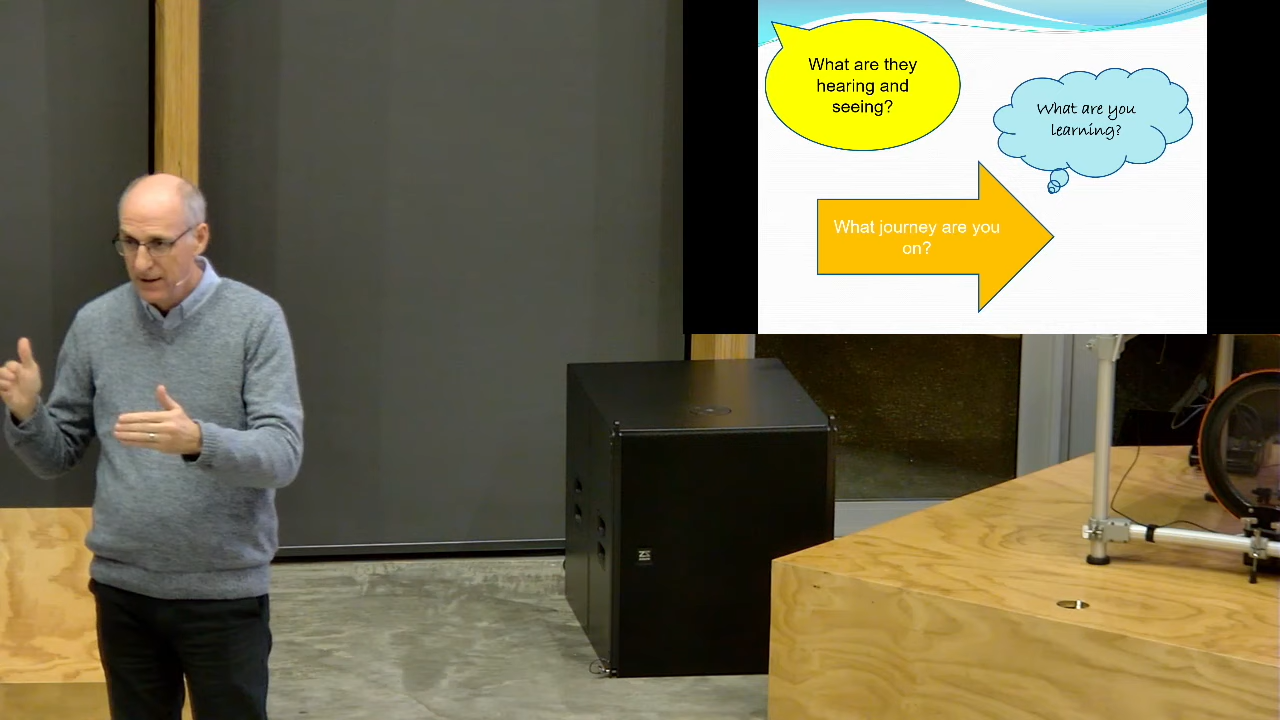 What are they
hearing and
seeing?
What are you
learning?
What journey are you
on?